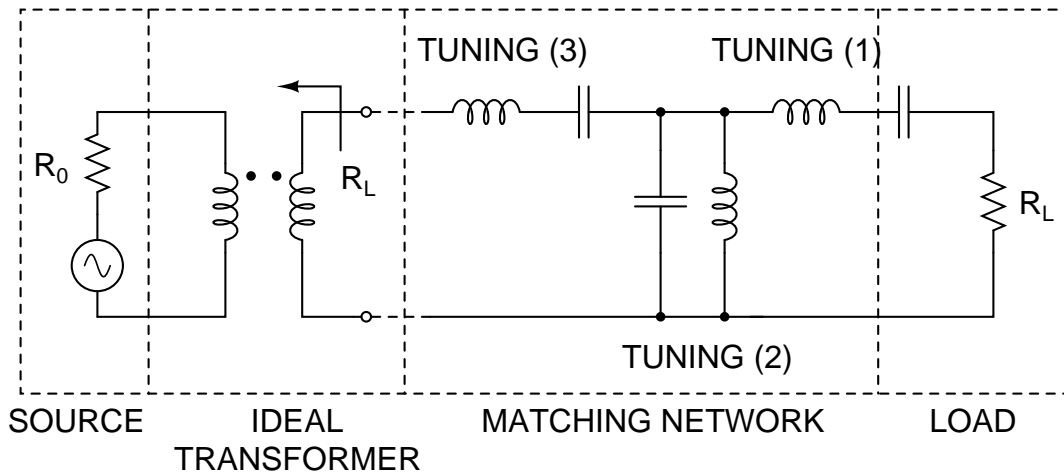 TUNING (3)
TUNING (1)
R0
RL
RL
TUNING (2)
SOURCE
IDEAL
TRANSFORMER
MATCHING NETWORK
LOAD